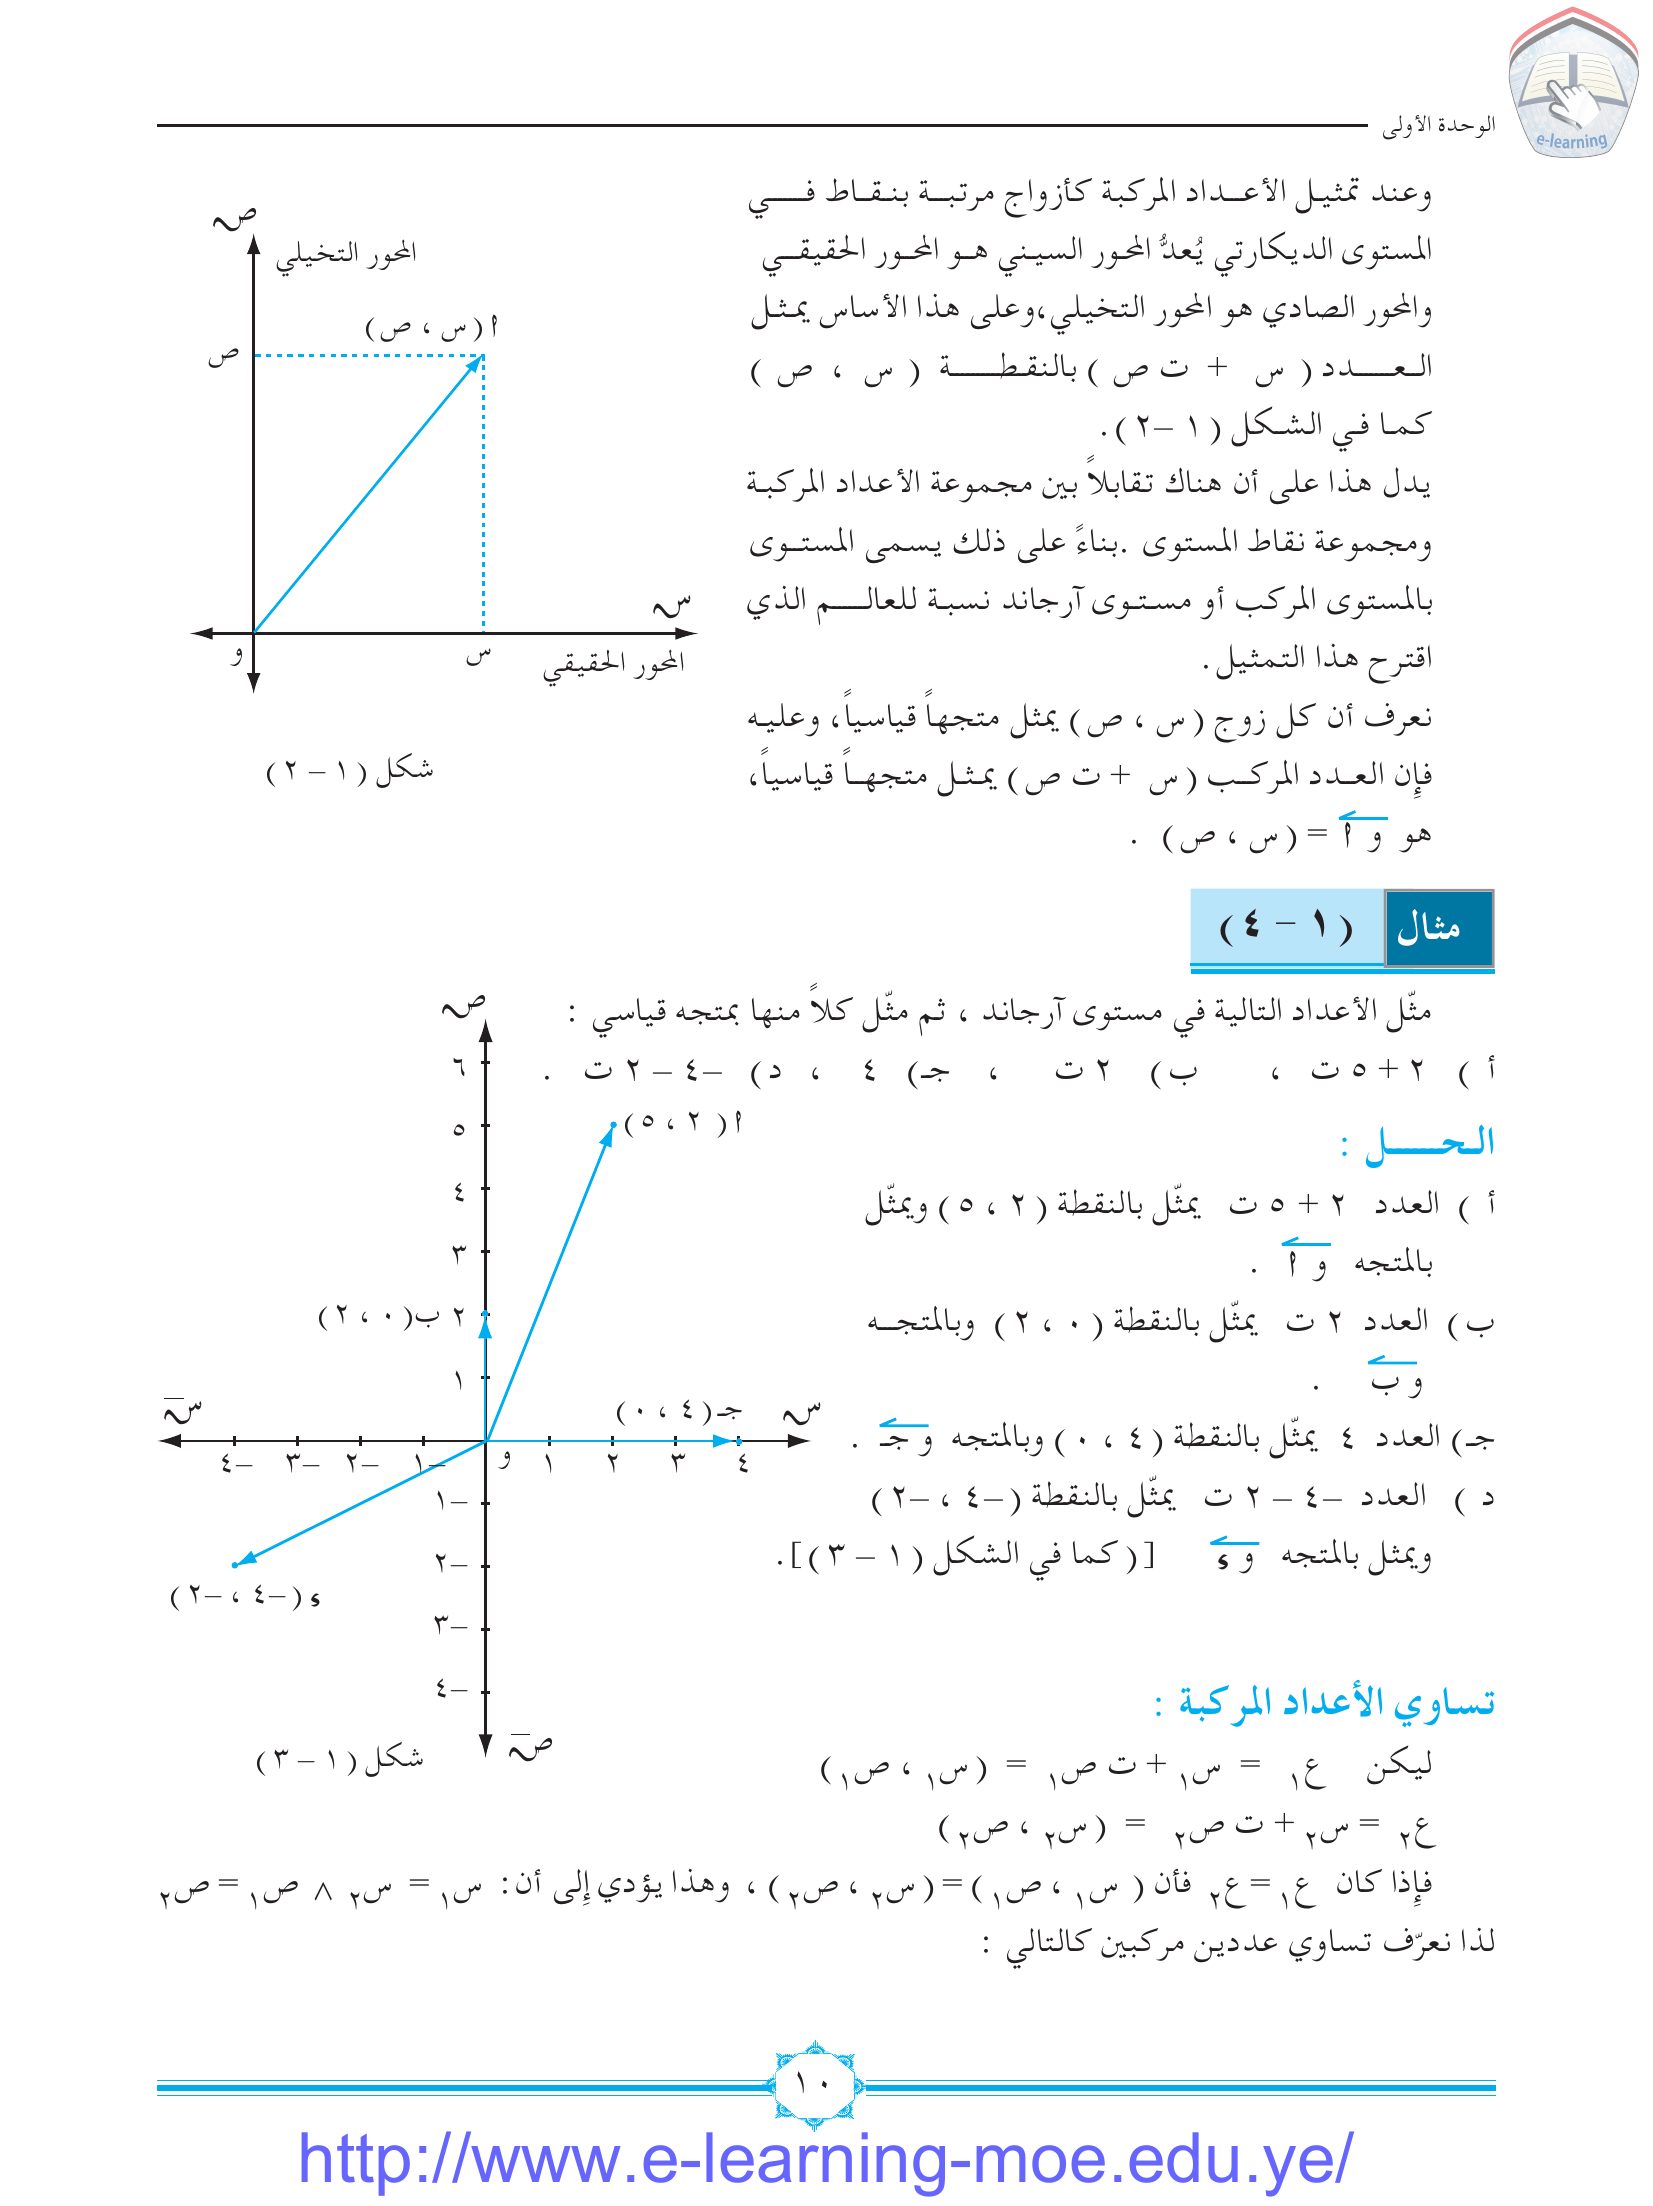 e-learning
الوحدة الأولى
وعند تمثيل الأعداد المركبة كأزواج مرتبة بنقاط في
المستوى الديكارتي يُعدُّ المحور السيني هو المحور الحقيقي
والمحور الصادي هو المحور التخيلي،وعلى هذا الأساس يمثل
العدد ( س + ت ص ) بالنقطة ( س ، ص )
كما في الشكل ( ١ – ٢ ) .
يدل هذا على أن هناك تقابلاً بين مجموعة الأعداد المركبة
ومجموعة نقاط المستوى . بناءً على ذلك يسمى المستوى
بالمستوى المركب أو مستوى آرجاند نسبة للعالم الذي
اقترح هذا التمثيل .
نعرف أن كل زوج ( س ، ص ) يمثل متجهاً قياسياً ، وعليه
فإن العدد المركب ( س + ت ص ) يمثل متجهاً قياسياً ،
هو و أ = ( س ، ص ) .
ص
المحور التخيلي
أ ( س ، ص )
ص
س
و
س
المحور الحقيقي
شكل ( ١ – ٢ )
مثال ( ١ – ٤ )
مثّل الأعداد التالية في مستوى آرجاند ، ثم مثّل كلاً منها بمتجه قياسي :
أ ) ٢ + ٥ ت ، ب ) ٢ ت ، جـ ) ٤ ، د ) –٤ – ٢ ت .
الحـل :
أ ) العدد ٢ + ٥ ت يمثّل بالنقطة ( ٢ ، ٥ ) ويمثّل
بالمتجه و أ .
ب ) العدد ٢ ت يمثّل بالنقطة ( ٠ ، ٢ ) وبالمتجه
و ب .
جـ ) العدد ٤ يمثّل بالنقطة ( ٤ ، ٠ ) وبالمتجه و جـ .
د ) العدد –٤ – ٢ ت يمثّل بالنقطة ( –٤ ، –٢ )
ويمثل بالمتجه و ء [ ( كما في الشكل ( ١ – ٣ ) ] .
ص
٦
أ ( ٢ ، ٥ )
٥
٤
٣
٢ ب ( ٠ ، ٢ )
١
جـ ( ٤ ، ٠ )
س
س
–٤ –٣ –٢ –١ و ١ ٢ ٣ ٤
–١
–٢
ء ( –٤ ، –٢ )
–٣
–٤
ص
شكل ( ١ – ٣ )
تساوي الأعداد المركبة :
ليكن ع١ = س١ + ت ص١ = ( س١ ، ص١ )
ع٢ = س٢ + ت ص٢ = ( س٢ ، ص٢ )
فإذا كان ع١ = ع٢ فأن ( س١ ، ص١ ) = ( س٢ ، ص٢ ) ، وهذا يؤدي إلى أن : س١ = س٢ ∧ ص١ = ص٢
لذا نعرّف تساوي عددين مركبين كالتالي :
١٠
http://www.e-learning-moe.edu.ye/